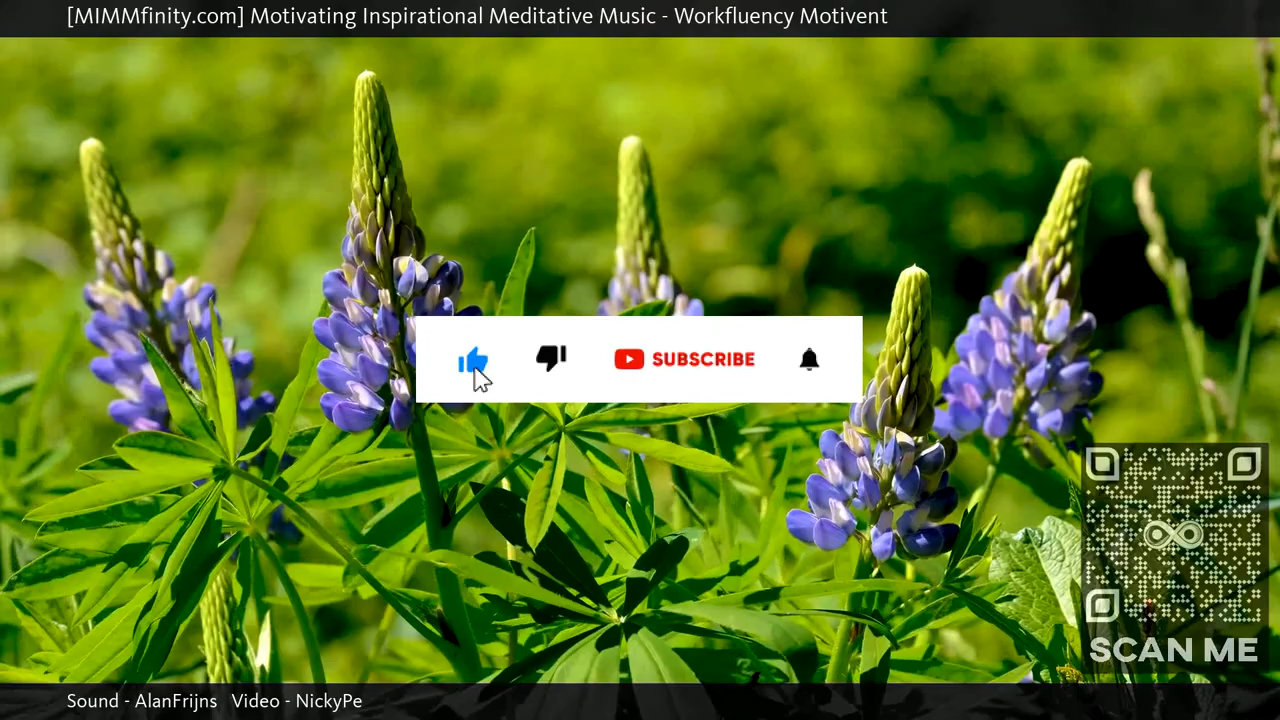 [MIMMfinity.com] Motivating Inspirational Meditative Music - Workfluency Motivent
SUBSCRIBE
SCAN ME
Sound - AlanFrijns Video - NickyPe